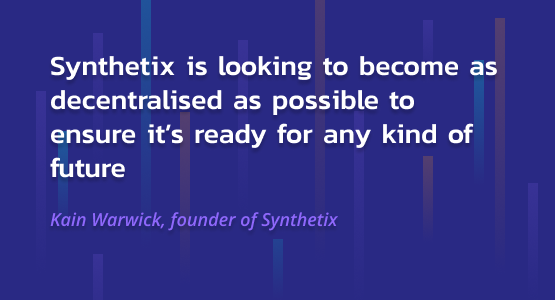 Synthetix is looking to become as
decentralised as possible to
ensure it's ready for any kind of
future
Kain Warwick, founder of Synthetix